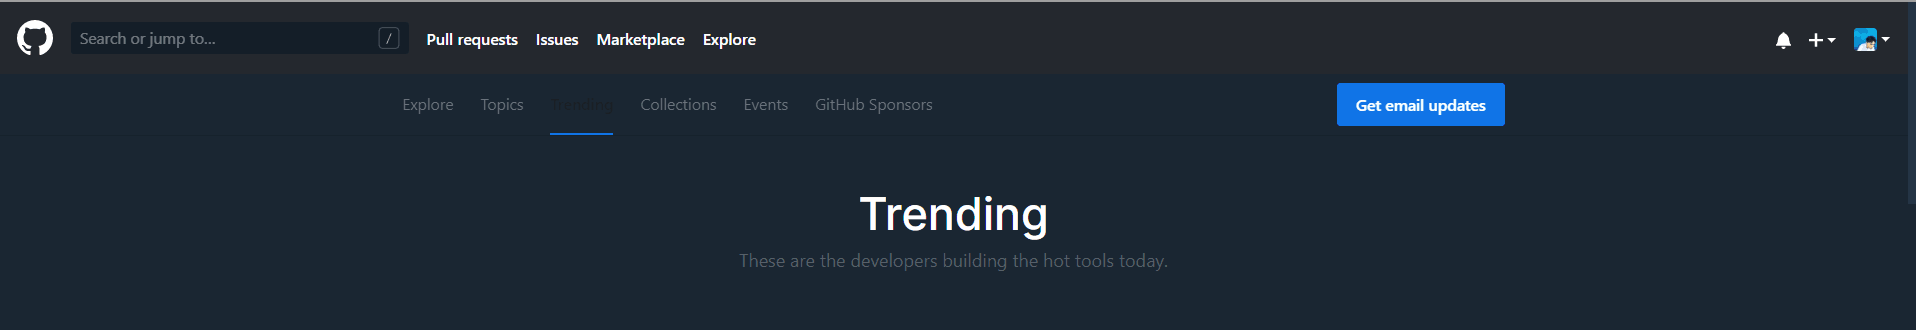 Search or jump to... / Pull requests Issues Marketplace Explore
Explore Topics Trending Collections Events GitHub Sponsors Get email updates
Trending
These are the developers building the hot tools today.